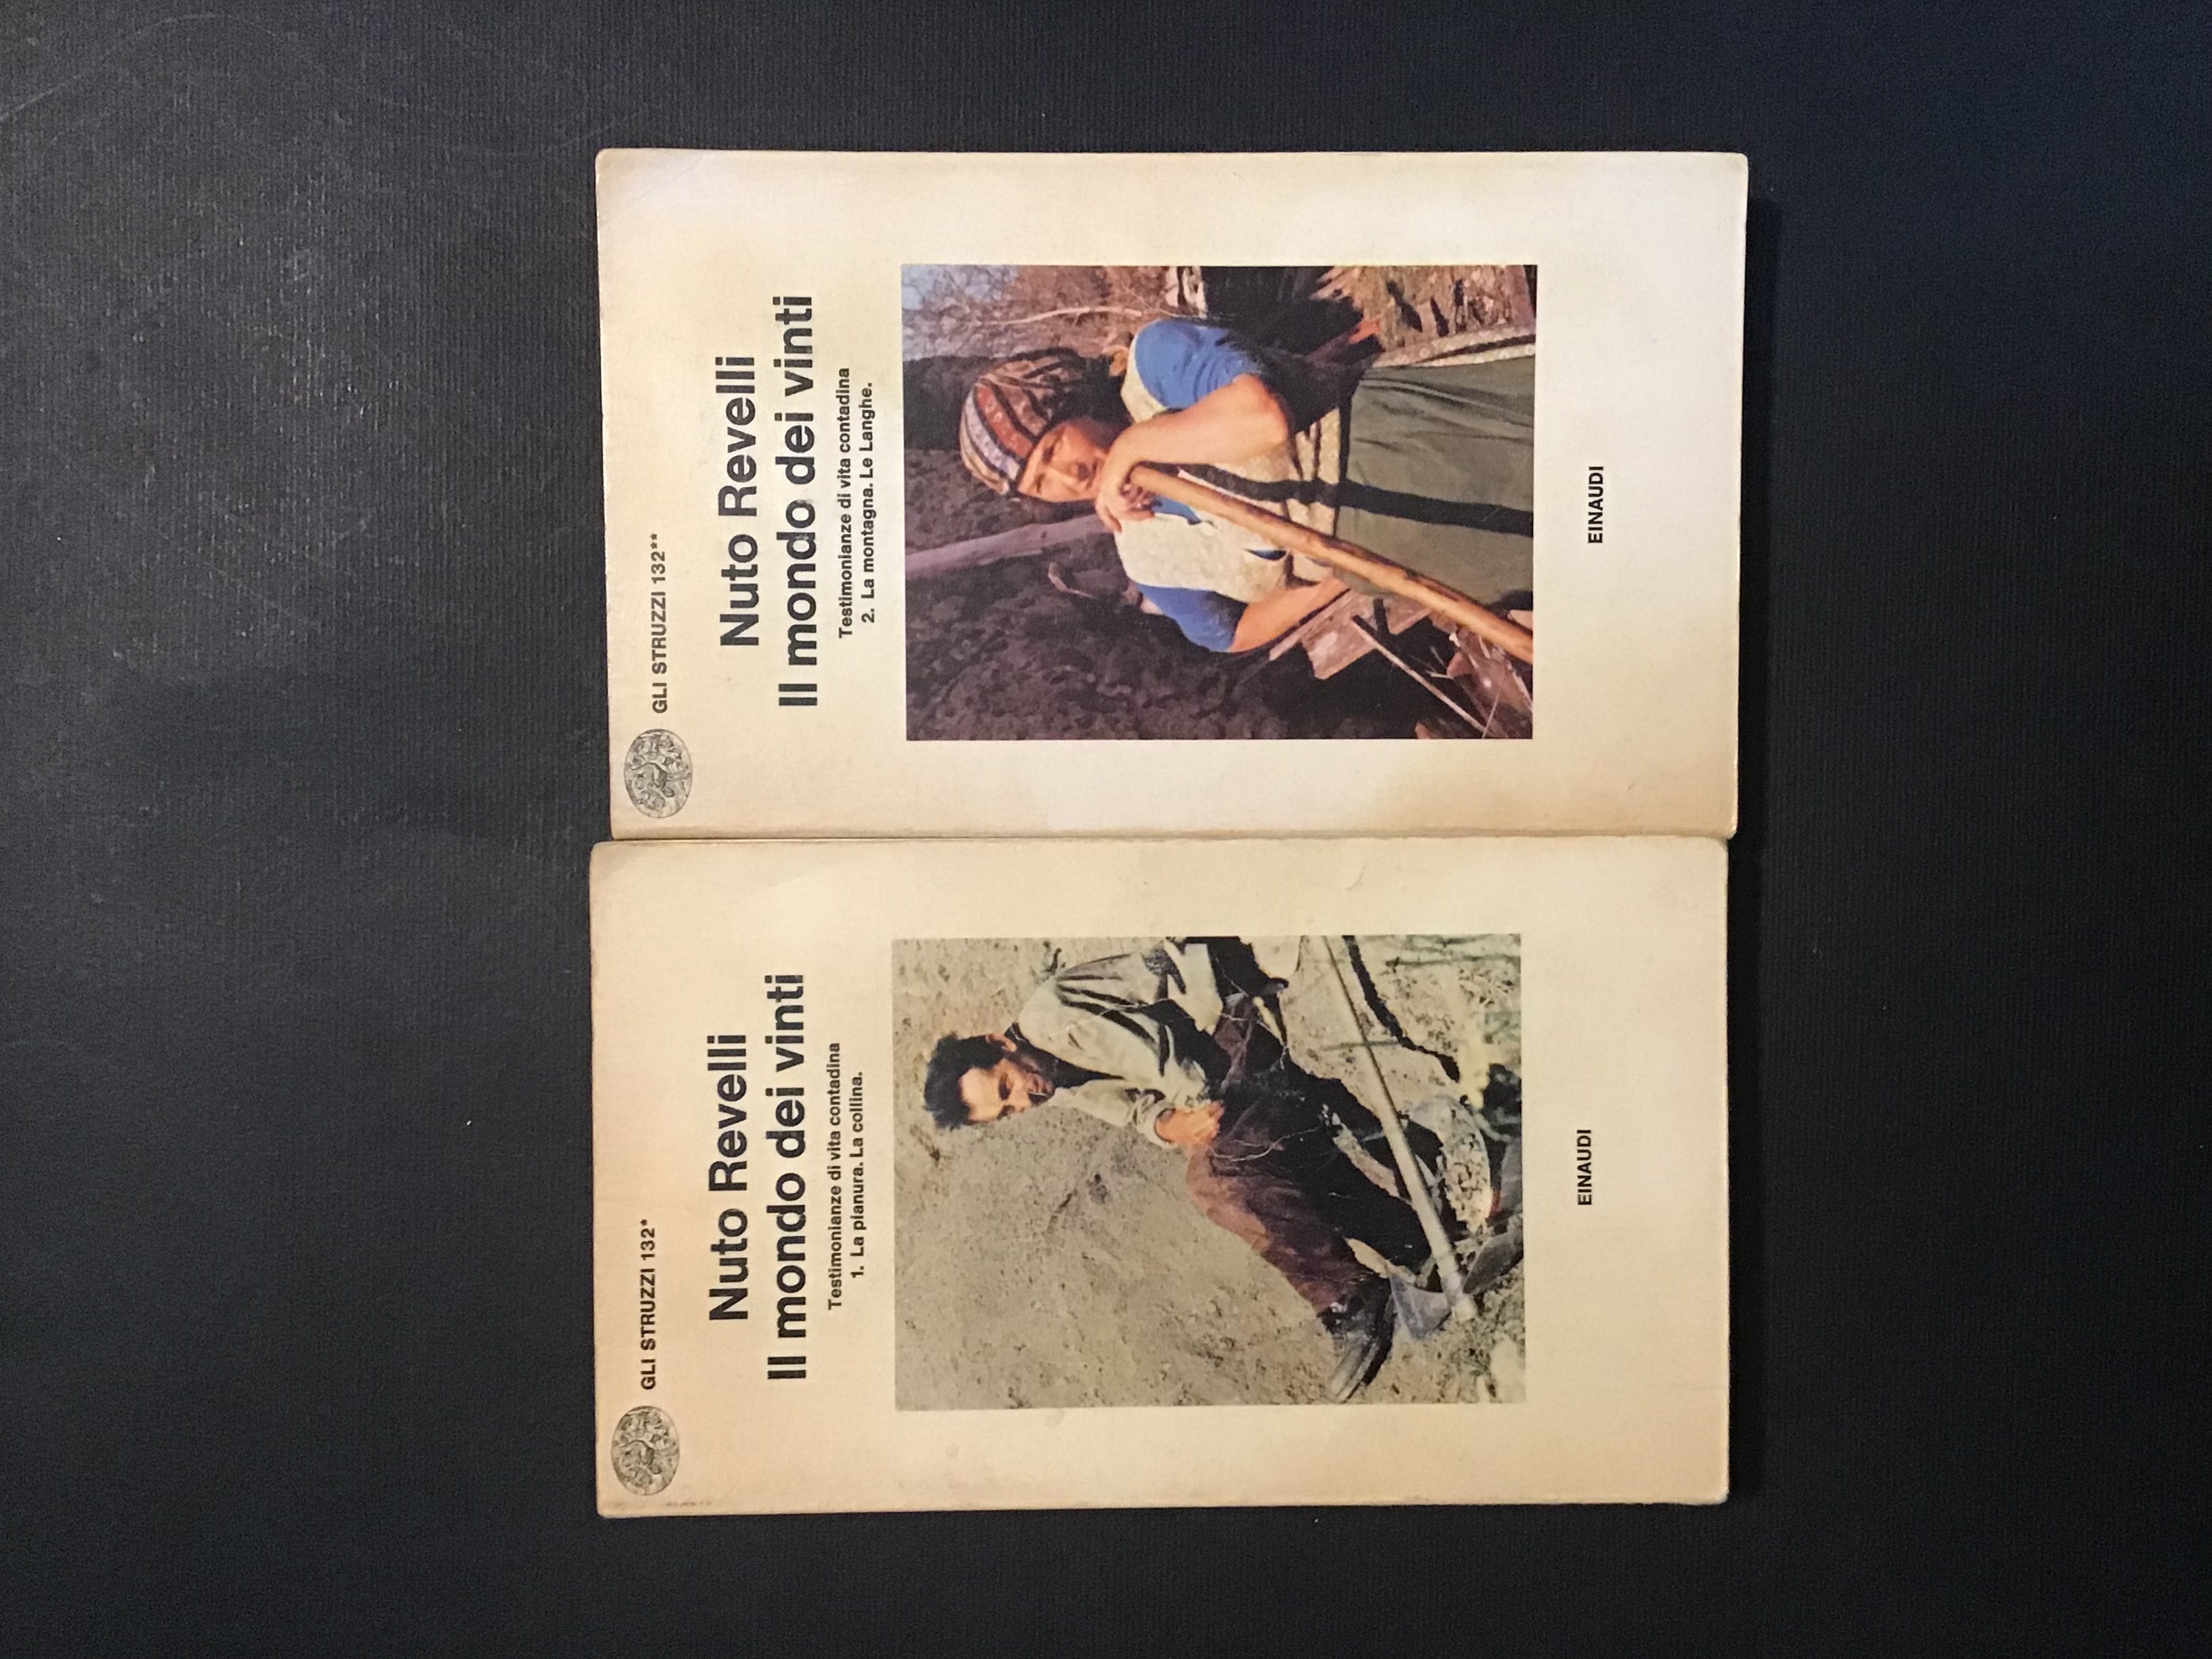 GLI STRUZZI 132*
Nuto Revelli
Il mondo dei vinti
Testimonianze di vita contadina
1. La pianura. La collina.
EINAUDI
GLI STRUZZI 132**
Nuto Revelli
Il mondo dei vinti
Testimonianze di vita contadina
2. La montagna. Le Langhe.
EINAUDI